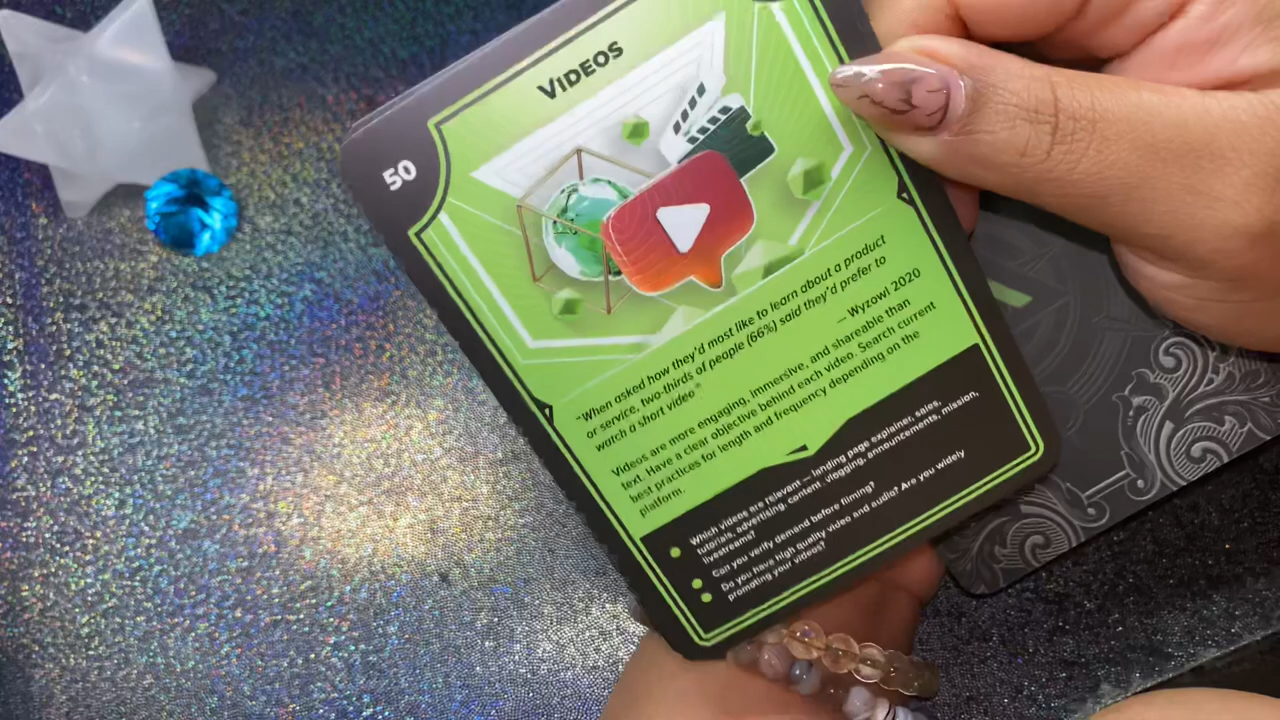 VIDEOS
50
"When asked how they'd most like to learn about a product
or service, two-thirds of people (66%) said they'd prefer to
watch a short video"
— Wyzowl 2020
Videos are more engaging, immersive, and shareable than
text. Have a clear objective behind each video. Search current
best practices for length and frequency depending on the
platform.
Which videos are relevant — landing page explainer, sales,
tutorials, advertising, content, vlogging, announcements, mission,
livestreams?
Can you verify demand before filming?
Do you have high quality video and audio? Are you widely
promoting your videos?